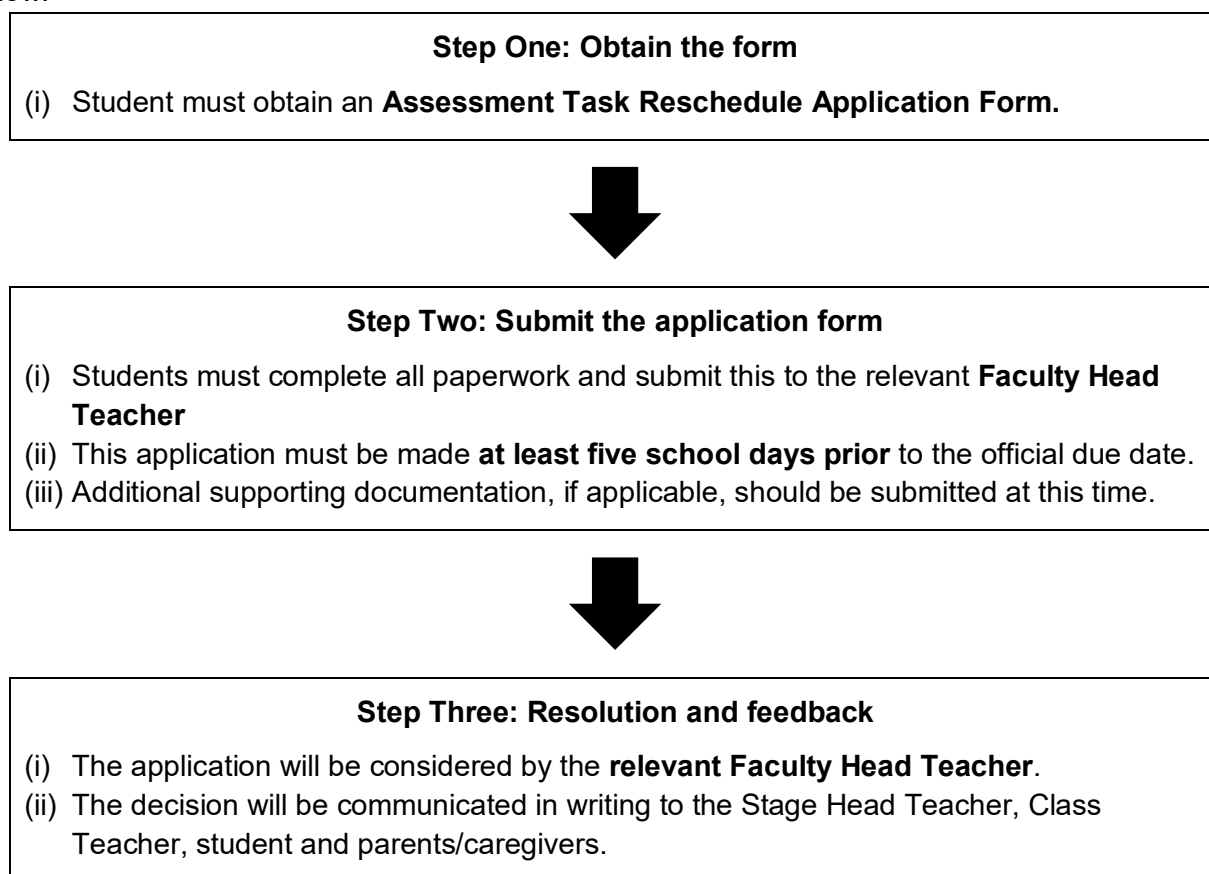 Step One: Obtain the form
(i) Student must obtain an Assessment Task Reschedule Application Form.
Step Two: Submit the application form
(i) Students must complete all paperwork and submit this to the relevant Faculty Head
Teacher
(ii) This application must be made at least five school days prior to the official due date.
(iii) Additional supporting documentation, if applicable, should be submitted at this time.
Step Three: Resolution and feedback
(i) The application will be considered by the relevant Faculty Head Teacher.
(ii) The decision will be communicated in writing to the Stage Head Teacher, Class
Teacher, student and parents/caregivers.